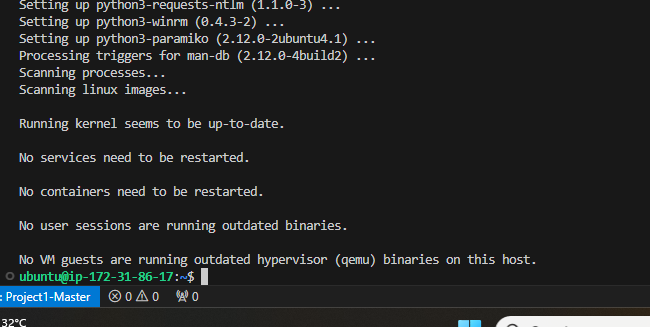 Setting up python3-requests-ntlm (1.1.0-3) ...
Setting up python3-winrm (0.4.3-2) ...
Setting up python3-paramiko (2.12.0-2ubuntu4.1) ...
Processing triggers for man-db (2.12.0-4build2) ...
Scanning processes...
Scanning linux images...
Running kernel seems to be up-to-date.
No services need to be restarted.
No containers need to be restarted.
No user sessions are running outdated binaries.
No VM guests are running outdated hypervisor (qemu) binaries on this host.
ubuntu@ip-172-31-86-17:~$
: Project1-Master 0 0 0
32°C